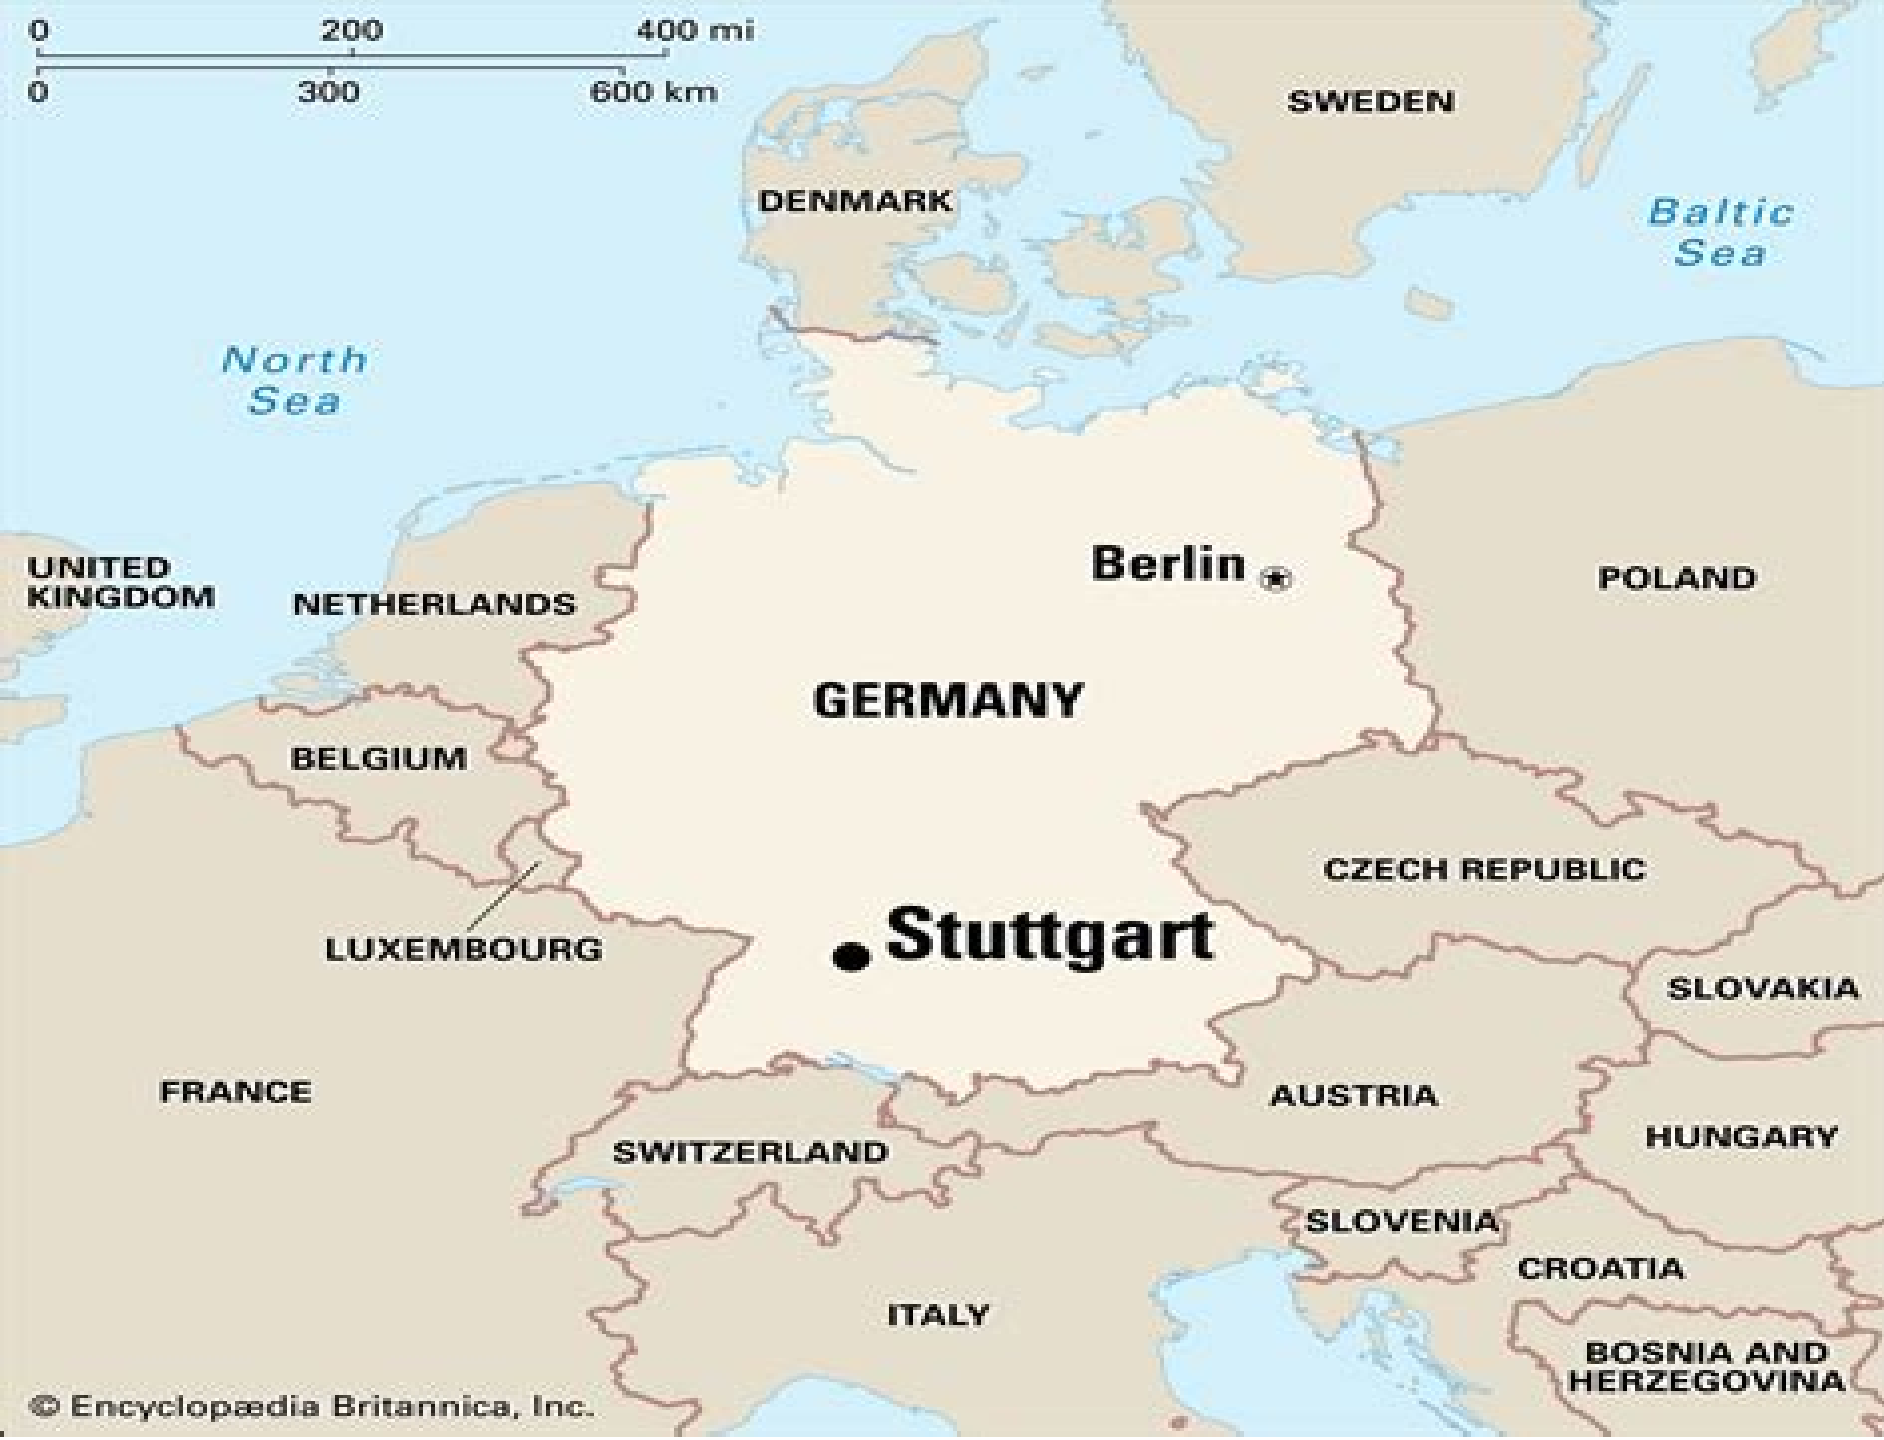 0 200 400 mi
0 300 600 km
SWEDEN
DENMARK
Baltic
Sea
North
Sea
Berlin
UNITED
KINGDOM
NETHERLANDS
POLAND
GERMANY
BELGIUM
CZECH REPUBLIC
Stuttgart
LUXEMBOURG
SLOVAKIA
FRANCE
AUSTRIA
HUNGARY
SWITZERLAND
SLOVENIA
CROATIA
ITALY
BOSNIA AND
HERZEGOVINA
© Encyclopædia Britannica, Inc.